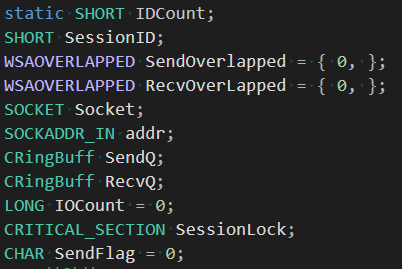 static SHORT IDCount;
SHORT SessionID;
WSAOVERLAPPED SendOverlapped = { 0, };
WSAOVERLAPPED RecvOverLapped = { 0, };
SOCKET Socket;
SOCKADDR_IN addr;
CRingBuff SendQ;
CRingBuff RecvQ;
LONG IOCount = 0;
CRITICAL_SECTION SessionLock;
CHAR SendFlag = 0;